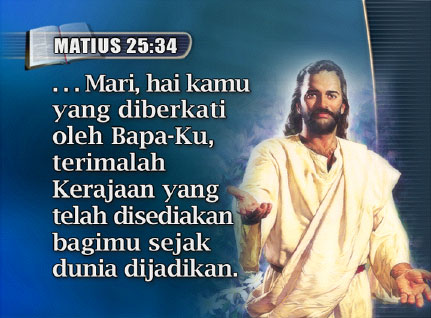 MATIUS 25:34
. . . Mari, hai kamu
yang diberkati
oleh Bapa-Ku,
terimalah
Kerajaan yang
telah disediakan
bagimu sejak
dunia dijadikan.